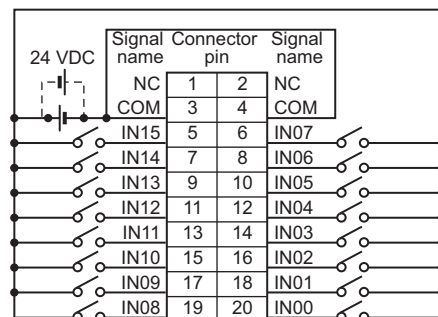 Signal name Connector pin Signal name
24 VDC
NC 1 2 NC
COM 3 4 COM
IN15 5 6 IN07
IN14 7 8 IN06
IN13 9 10 IN05
IN12 11 12 IN04
IN11 13 14 IN03
IN10 15 16 IN02
IN09 17 18 IN01
IN08 19 20 IN00